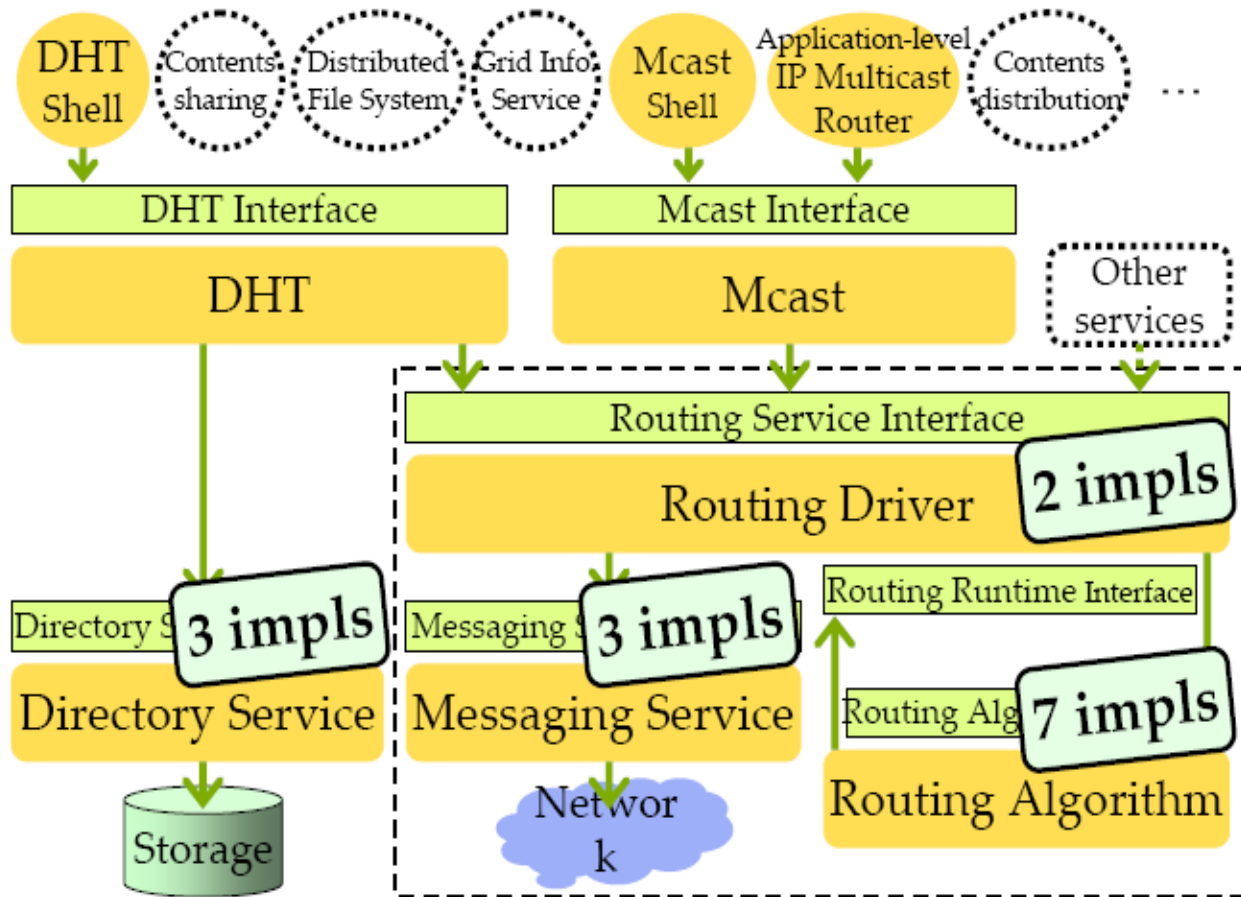 DHT
Shell
Contents
sharing
Distributed
File System
Grid Info
Service
Mcast
Shell
Application-level
IP Multicast
Router
Contents
distribution
...
DHT Interface
Mcast Interface
DHT
Mcast
Other
services
Routing Service Interface
Routing Driver
2 impls
Routing Runtime Interface
Directory S
3 impls
Messaging S
3 impls
Routing Alg
7 impls
Directory Service
Messaging Service
Routing Algorithm
Storage
Networ
k